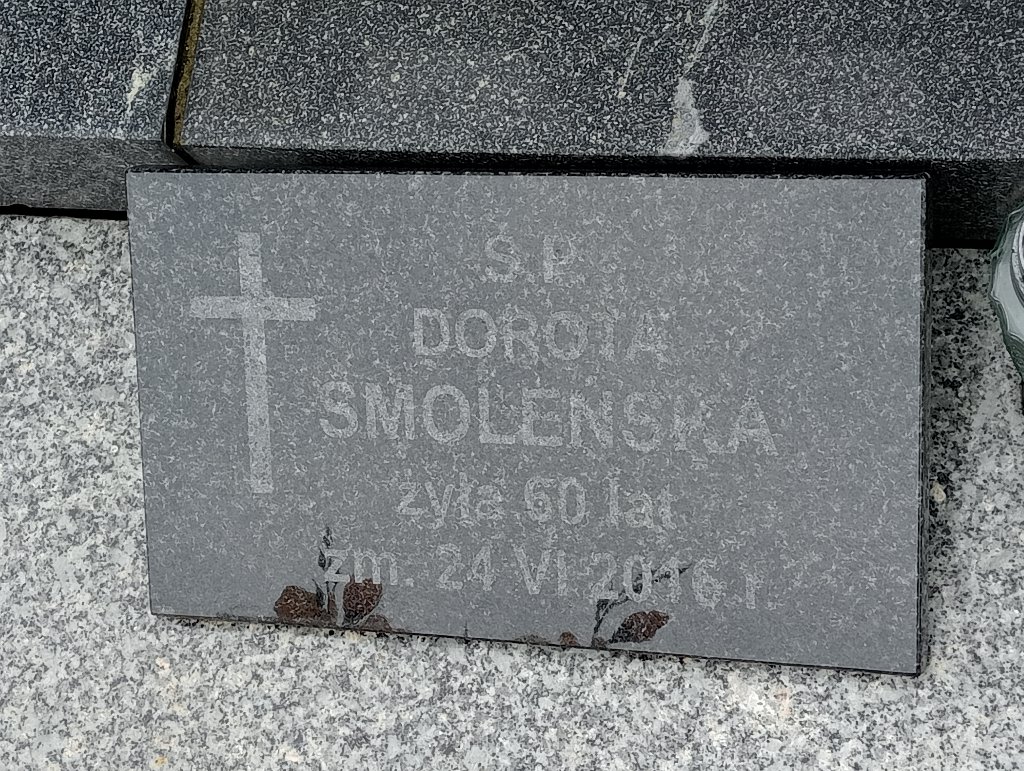 Ś.P.
DOROTA
SMOLEŃSKA
żyła 60 lat
zm. 24 VI 2016 r.